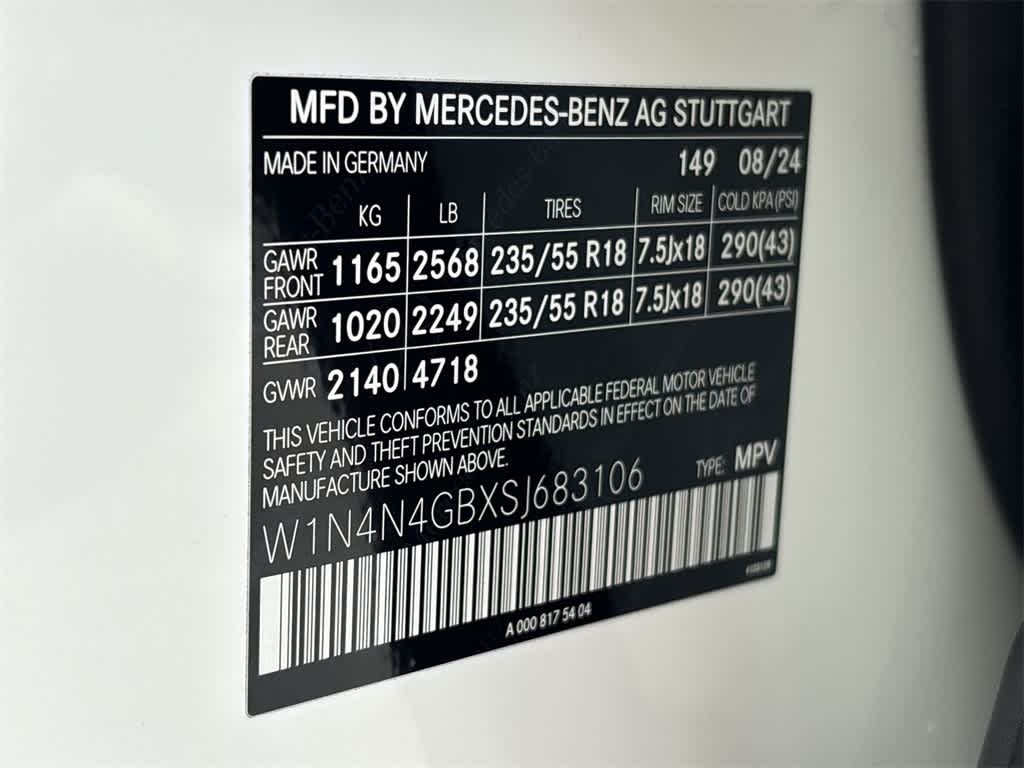 MFD BY MERCEDES-BENZ AG STUTTGART
MADE IN GERMANY 149 08/24
KG LB TIRES RIM SIZE COLD KPA (PSI)
GAWR FRONT 1165 2568 235/55 R18 7.5Jx18 290(43)
GAWR REAR 1020 2249 235/55 R18 7.5Jx18 290(43)
GVWR 2140 4718
THIS VEHICLE CONFORMS TO ALL APPLICABLE FEDERAL MOTOR VEHICLE
SAFETY AND THEFT PREVENTION STANDARDS IN EFFECT ON THE DATE OF
MANUFACTURE SHOWN ABOVE.
TYPE: MPV
W1N4N4GBXSJ683106
A 000 817 54 04